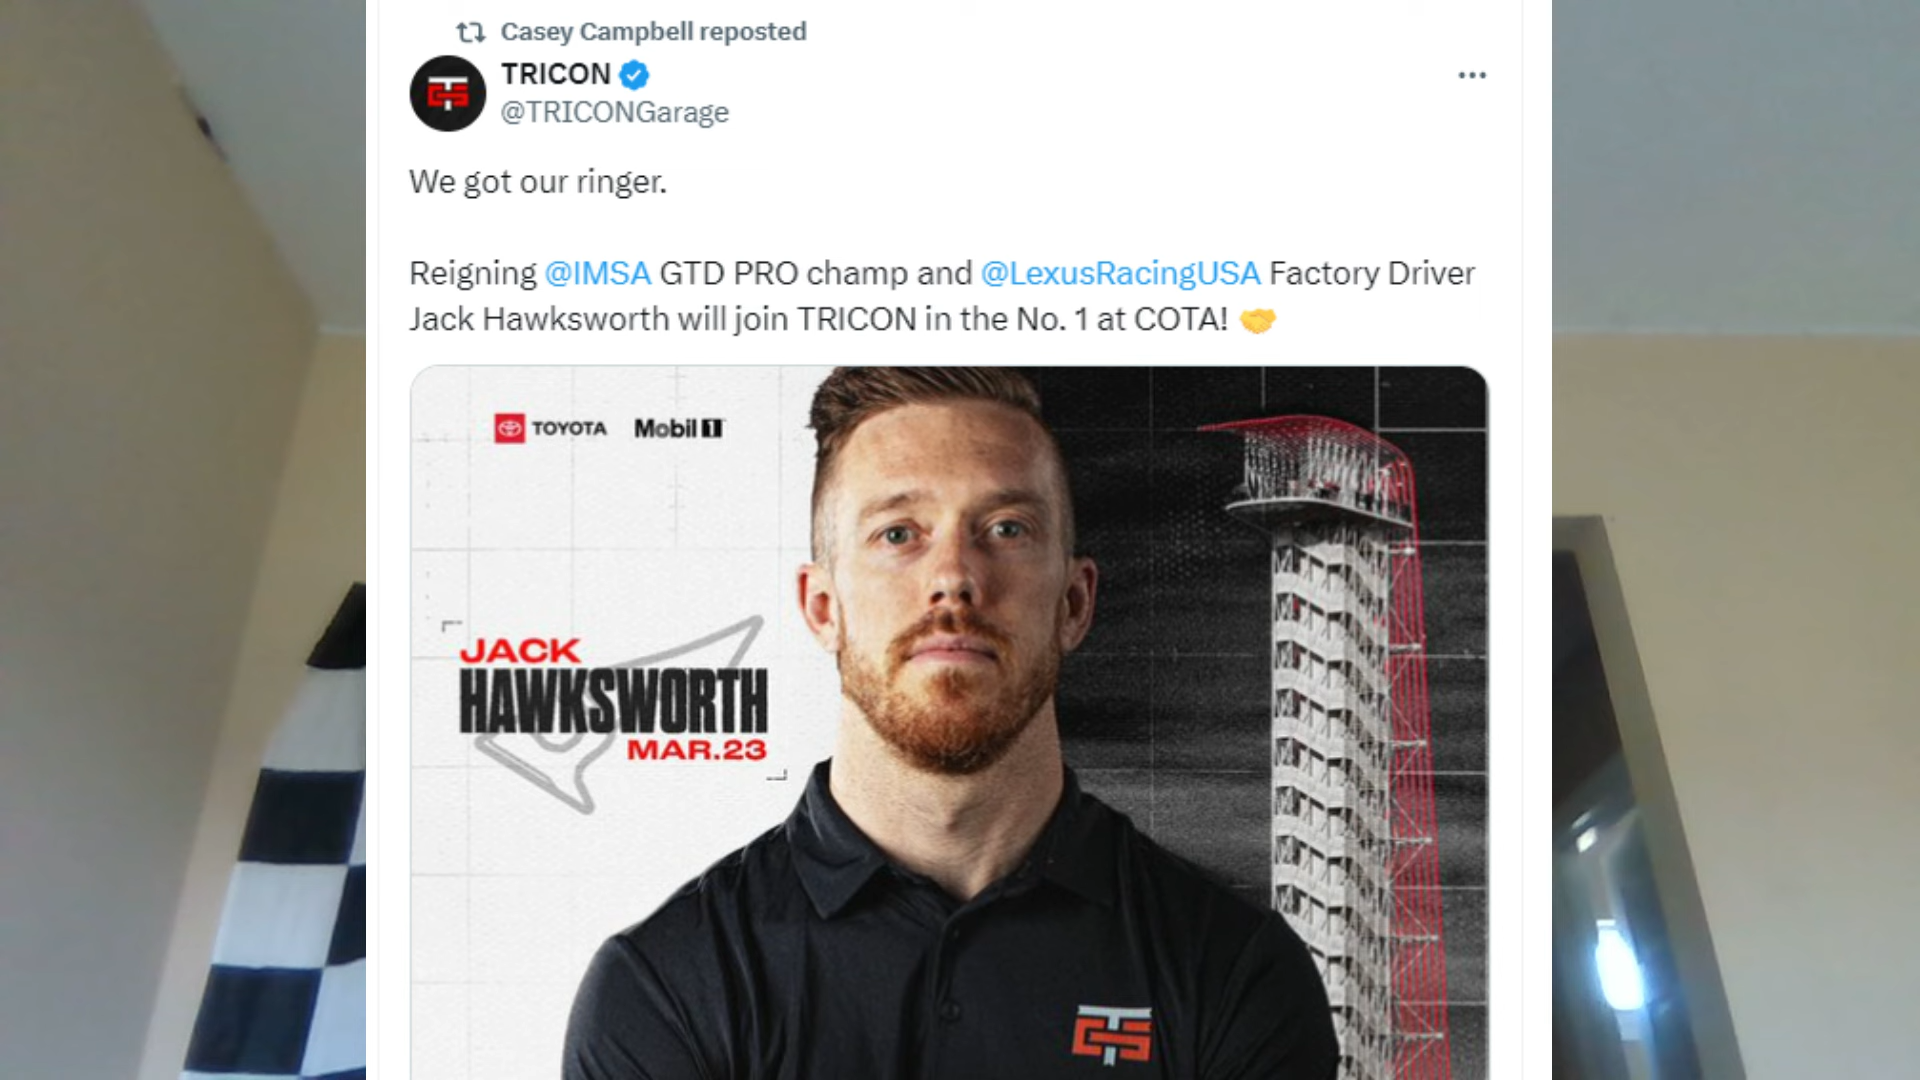 Casey Campbell reposted
TRICON
@TRICONGarage
We got our ringer.
Reigning @IMSA GTD PRO champ and @LexusRacingUSA Factory Driver
Jack Hawksworth will join TRICON in the No. 1 at COTA! 🤝
TOYOTA Mobil 1
JACK
HAWKSWORTH
MAR.23